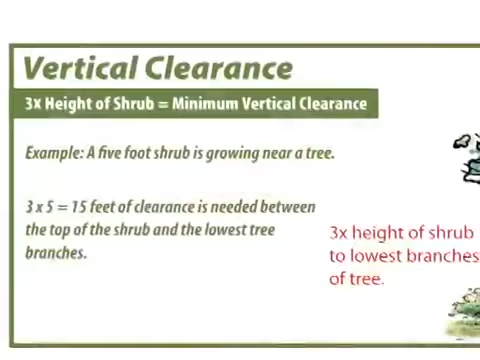 Vertical Clearance
3x Height of Shrub = Minimum Vertical Clearance
Example: A five foot shrub is growing near a tree.
3 x 5 = 15 feet of clearance is needed between
the top of the shrub and the lowest tree
branches.
3x height of shrub
to lowest branches
of tree.